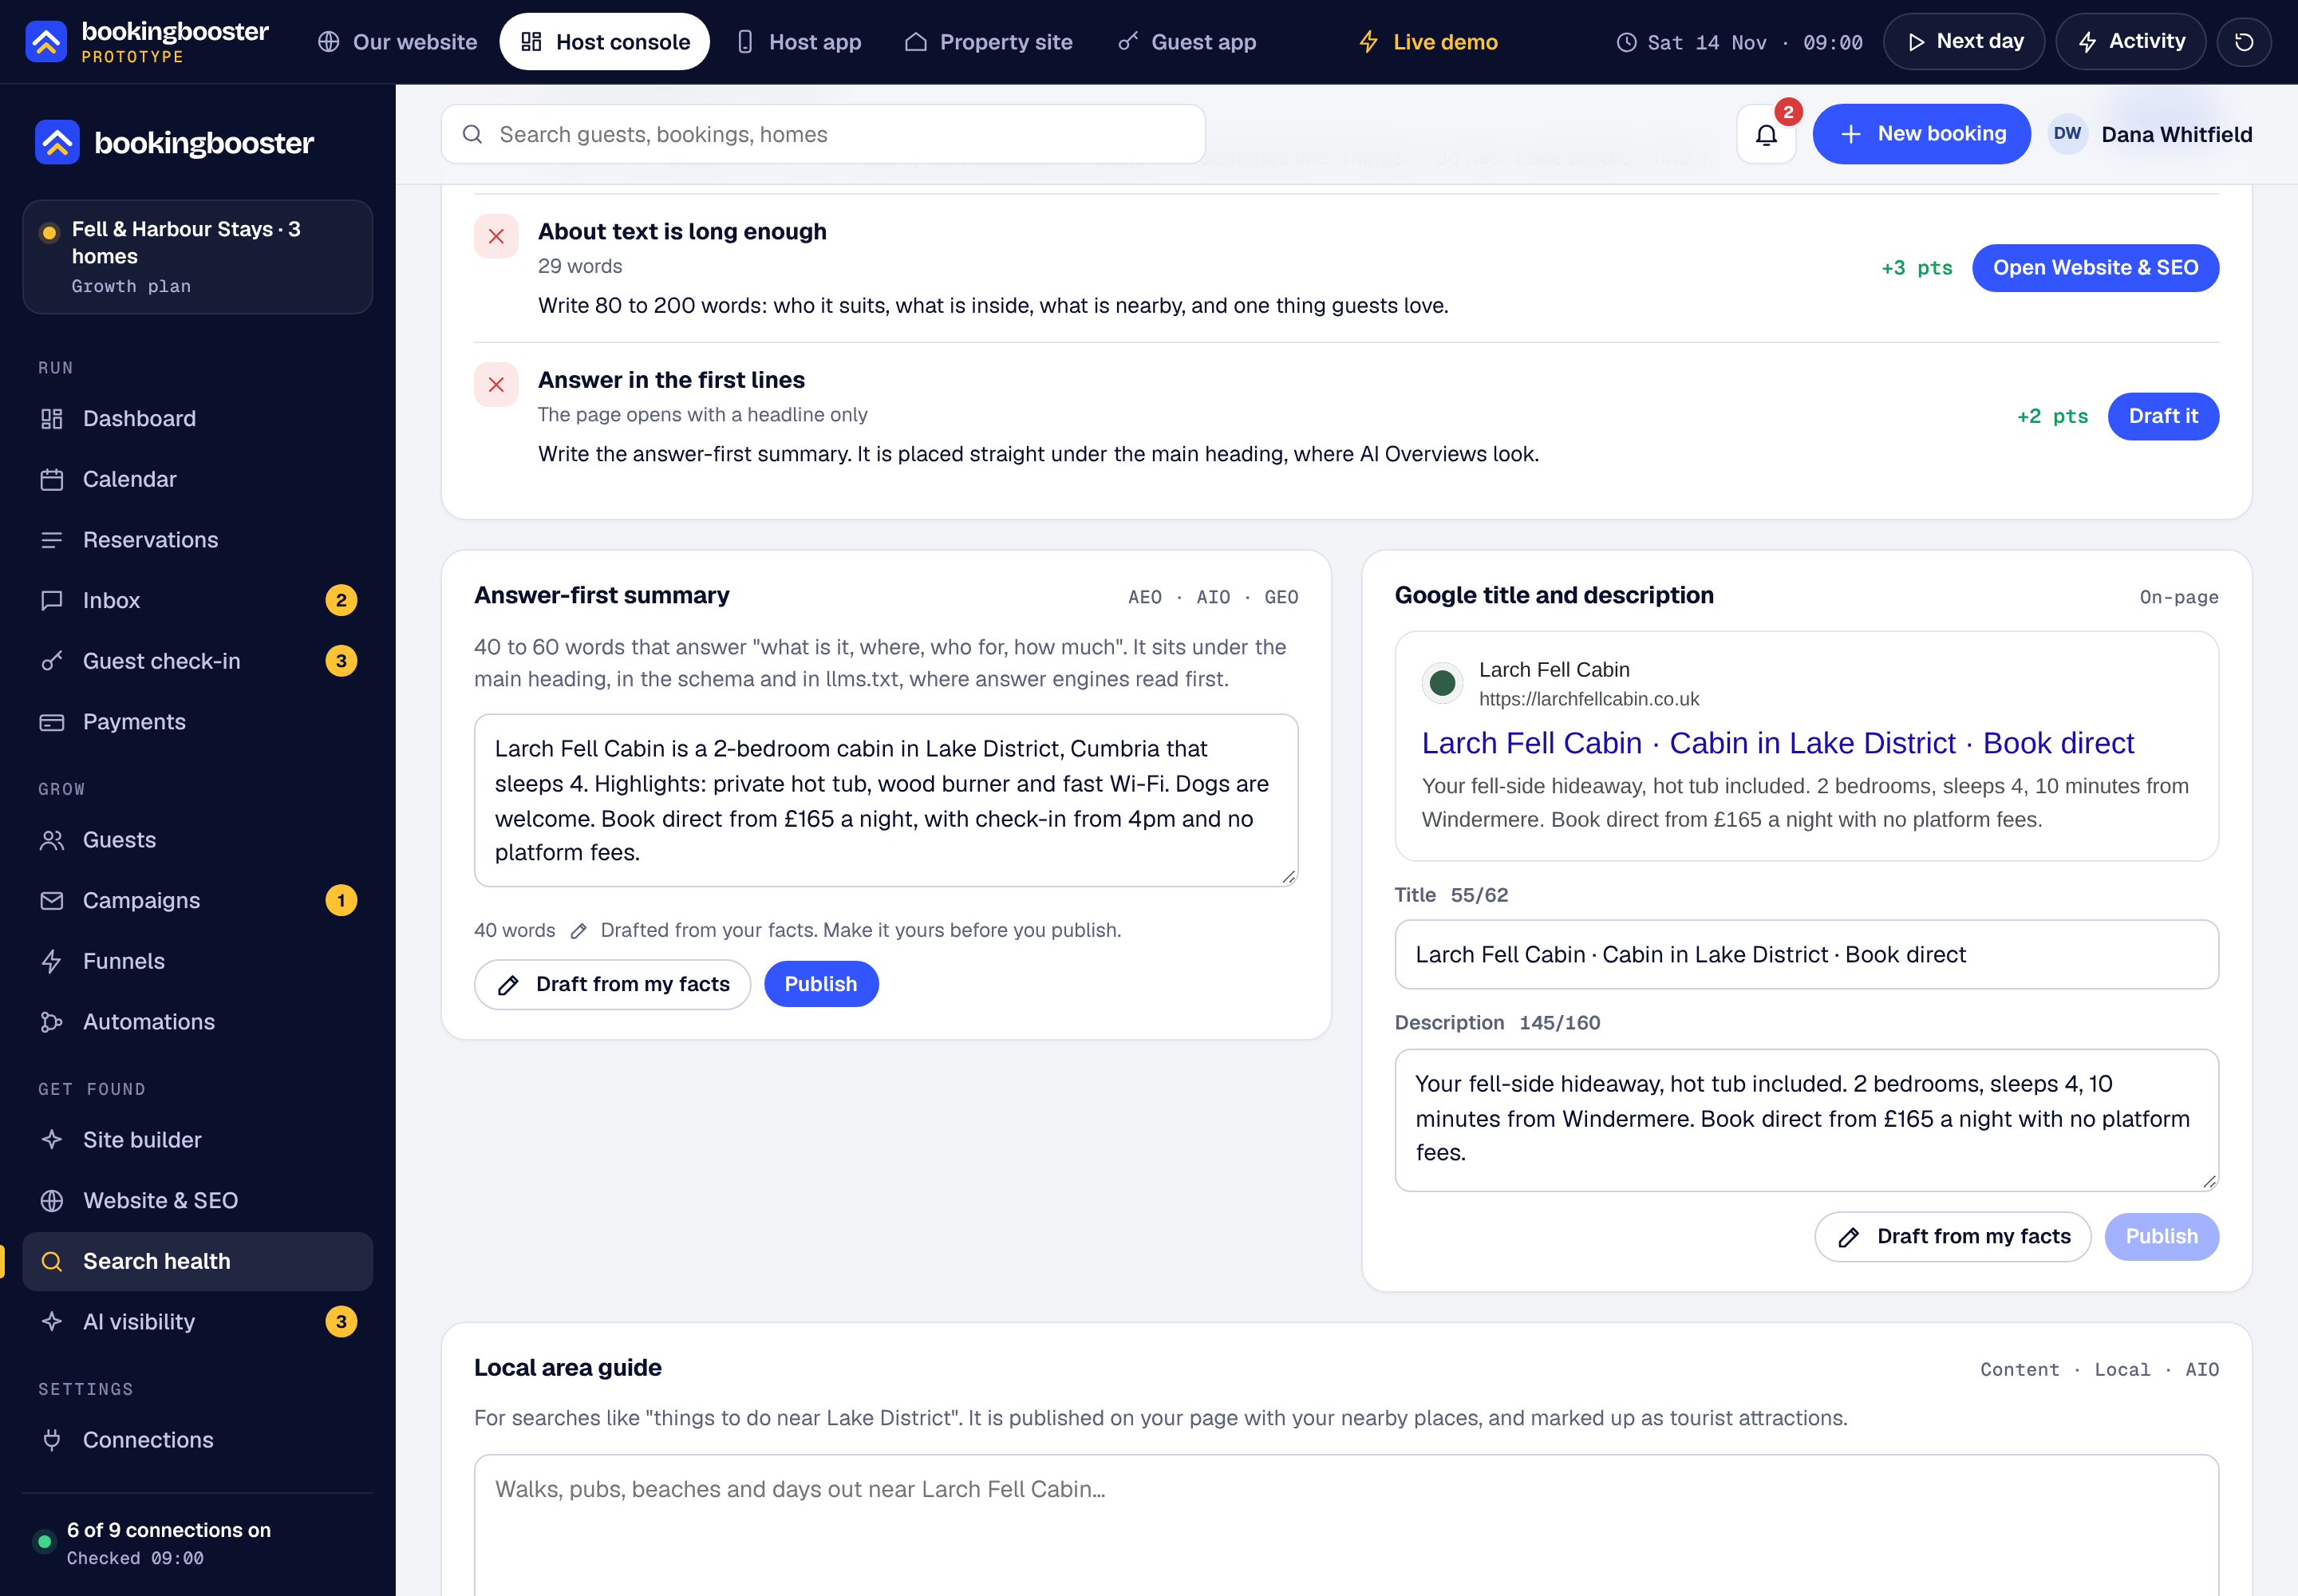 bookingbooster
PROTOTYPE
Our website
Host console
Host app
Property site
Guest app
Live demo
Sat 14 Nov · 09:00
Next day
Activity
bookingbooster
Fell & Harbour Stays · 3
homes
Growth plan
RUN
Dashboard
Calendar
Reservations
Inbox
2
Guest check-in
3
Payments
GROW
Guests
Campaigns
1
Funnels
Automations
GET FOUND
Site builder
Website & SEO
Search health
AI visibility
3
SETTINGS
Connections
6 of 9 connections on
Checked 09:00
Search guests, bookings, homes
2
New booking
DW
Dana Whitfield
About text is long enough
29 words
Write 80 to 200 words: who it suits, what is inside, what is nearby, and one thing guests love.
+3 pts
Open Website & SEO
Answer in the first lines
The page opens with a headline only
Write the answer-first summary. It is placed straight under the main heading, where AI Overviews look.
+2 pts
Draft it
Answer-first summary
AEO · AIO · GEO
40 to 60 words that answer "what is it, where, who for, how much". It sits under the
main heading, in the schema and in llms.txt, where answer engines read first.
Larch Fell Cabin is a 2-bedroom cabin in Lake District, Cumbria that
sleeps 4. Highlights: private hot tub, wood burner and fast Wi-Fi. Dogs are
welcome. Book direct from £165 a night, with check-in from 4pm and no
platform fees.
40 words
Drafted from your facts. Make it yours before you publish.
Draft from my facts
Publish
Google title and description
On-page
Larch Fell Cabin
https://larchfellcabin.co.uk
Larch Fell Cabin · Cabin in Lake District · Book direct
Your fell-side hideaway, hot tub included. 2 bedrooms, sleeps 4, 10 minutes from
Windermere. Book direct from £165 a night with no platform fees.
Title 55/62
Larch Fell Cabin · Cabin in Lake District · Book direct
Description 145/160
Your fell-side hideaway, hot tub included. 2 bedrooms, sleeps 4, 10
minutes from Windermere. Book direct from £165 a night with no platform
fees.
Draft from my facts
Publish
Local area guide
Content · Local · AIO
For searches like "things to do near Lake District". It is published on your page with your nearby places, and marked up as tourist attractions.
Walks, pubs, beaches and days out near Larch Fell Cabin...